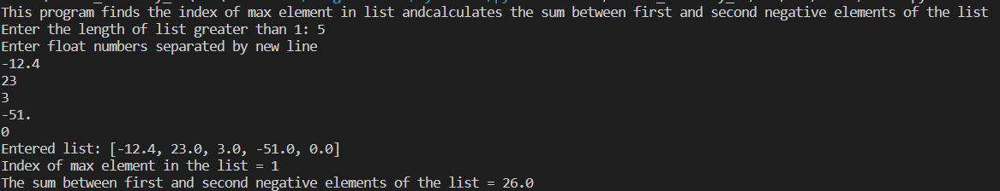 This program finds the index of max element in list andcalculates the sum between first and second negative elements of the list
Enter the length of list greater than 1: 5
Enter float numbers separated by new line
-12.4
23
3
-51.
0
Entered list: [-12.4, 23.0, 3.0, -51.0, 0.0]
Index of max element in the list = 1
The sum between first and second negative elements of the list = 26.0